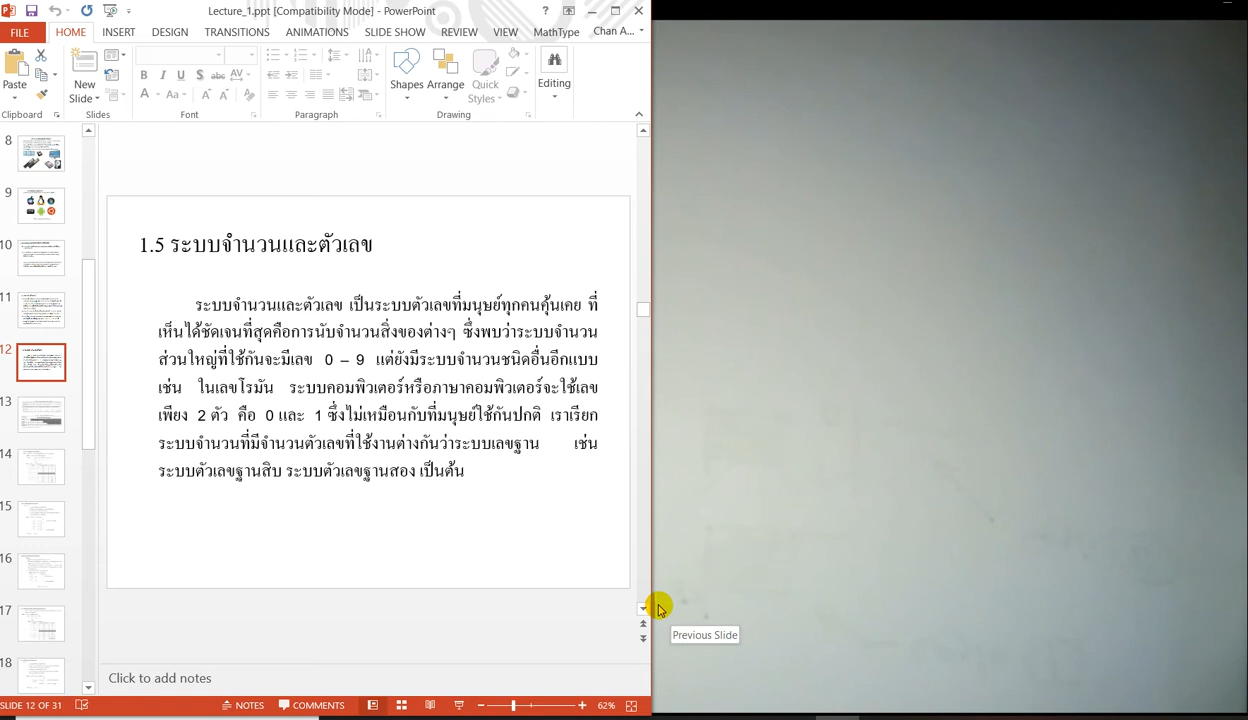 Lecture_1.ppt [Compatibility Mode] - PowerPoint
FILE HOME INSERT DESIGN TRANSITIONS ANIMATIONS SLIDE SHOW REVIEW VIEW MathType Chan A...
Paste New Slide Shapes Arrange Quick Styles Editing
Clipboard Slides Font Paragraph Drawing
8
9
10
11
12
13
14
15
16
17
18
1.5 ระบบจำนวนและตัวเลข
ระบบจำนวนและตัวเลข เป็นระบบตัวเลขที่มนุษย์ทุกคนคุ้นเคย ที่
เห็นได้ชัดเจนที่สุดคือการนับจำนวนสิ่งของต่างๆ ซึ่งพบว่าระบบจำนวน
ส่วนใหญ่ที่ใช้กันจะมีเลข 0 – 9 แต่ยังมีระบบจำนวนชนิดอื่นอีกแบบ
เช่น ในเลขโรมัน ระบบคอมพิวเตอร์หรือภาษาคอมพิวเตอร์จะใช้เลข
เพียง 2 ตัว คือ 0 และ 1 ซึ่งไม่เหมือนกับที่มนุษย์ใช้กันปกติ เราเรียก
ระบบจำนวนที่มีจำนวนตัวเลขที่ใช้งานต่างกันว่าระบบเลขฐาน เช่น
ระบบตัวเลขฐานสิบ ระบบตัวเลขฐานสอง เป็นต้น
Previous Slide
Click to add notes
SLIDE 12 OF 31 NOTES COMMENTS 62%